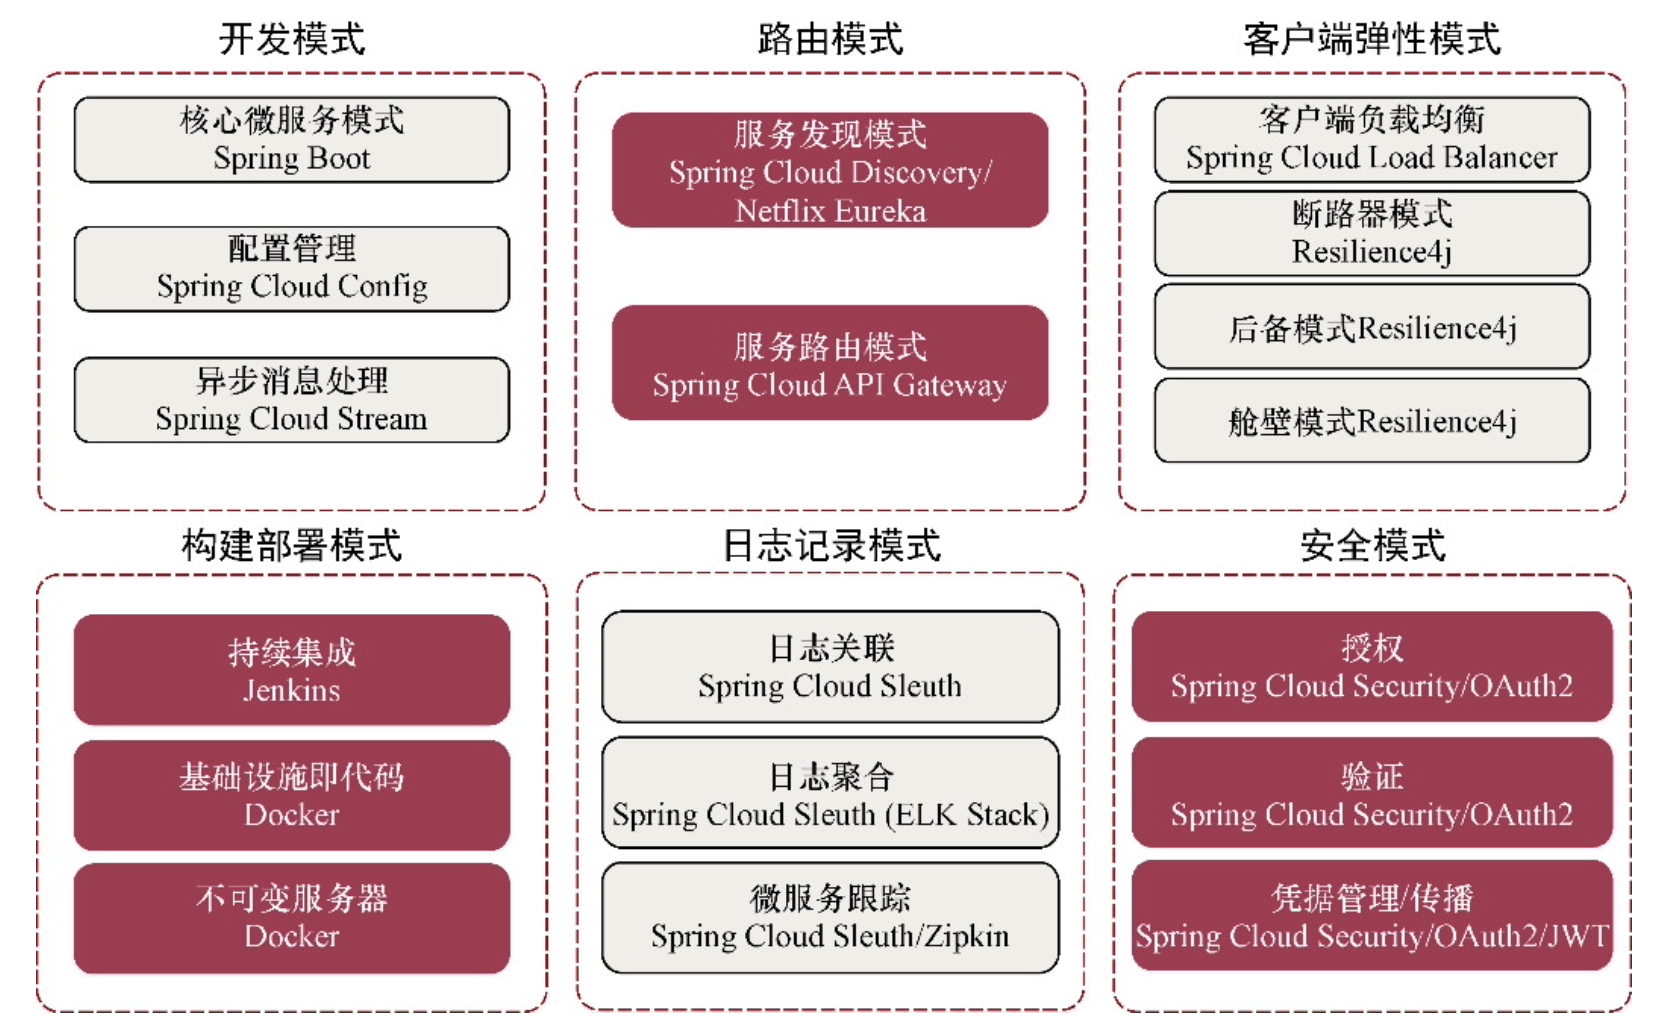 开发模式
核心微服务模式
Spring Boot
配置管理
Spring Cloud Config
异步消息处理
Spring Cloud Stream
路由模式
服务发现模式
Spring Cloud Discovery/
Netflix Eureka
服务路由模式
Spring Cloud API Gateway
客户端弹性模式
客户端负载均衡
Spring Cloud Load Balancer
断路器模式
Resilience4j
后备模式Resilience4j
舱壁模式Resilience4j
构建部署模式
持续集成
Jenkins
基础设施即代码
Docker
不可变服务器
Docker
日志记录模式
日志关联
Spring Cloud Sleuth
日志聚合
Spring Cloud Sleuth (ELK Stack)
微服务跟踪
Spring Cloud Sleuth/Zipkin
安全模式
授权
Spring Cloud Security/OAuth2
验证
Spring Cloud Security/OAuth2
凭据管理/传播
Spring Cloud Security/OAuth2/JWT